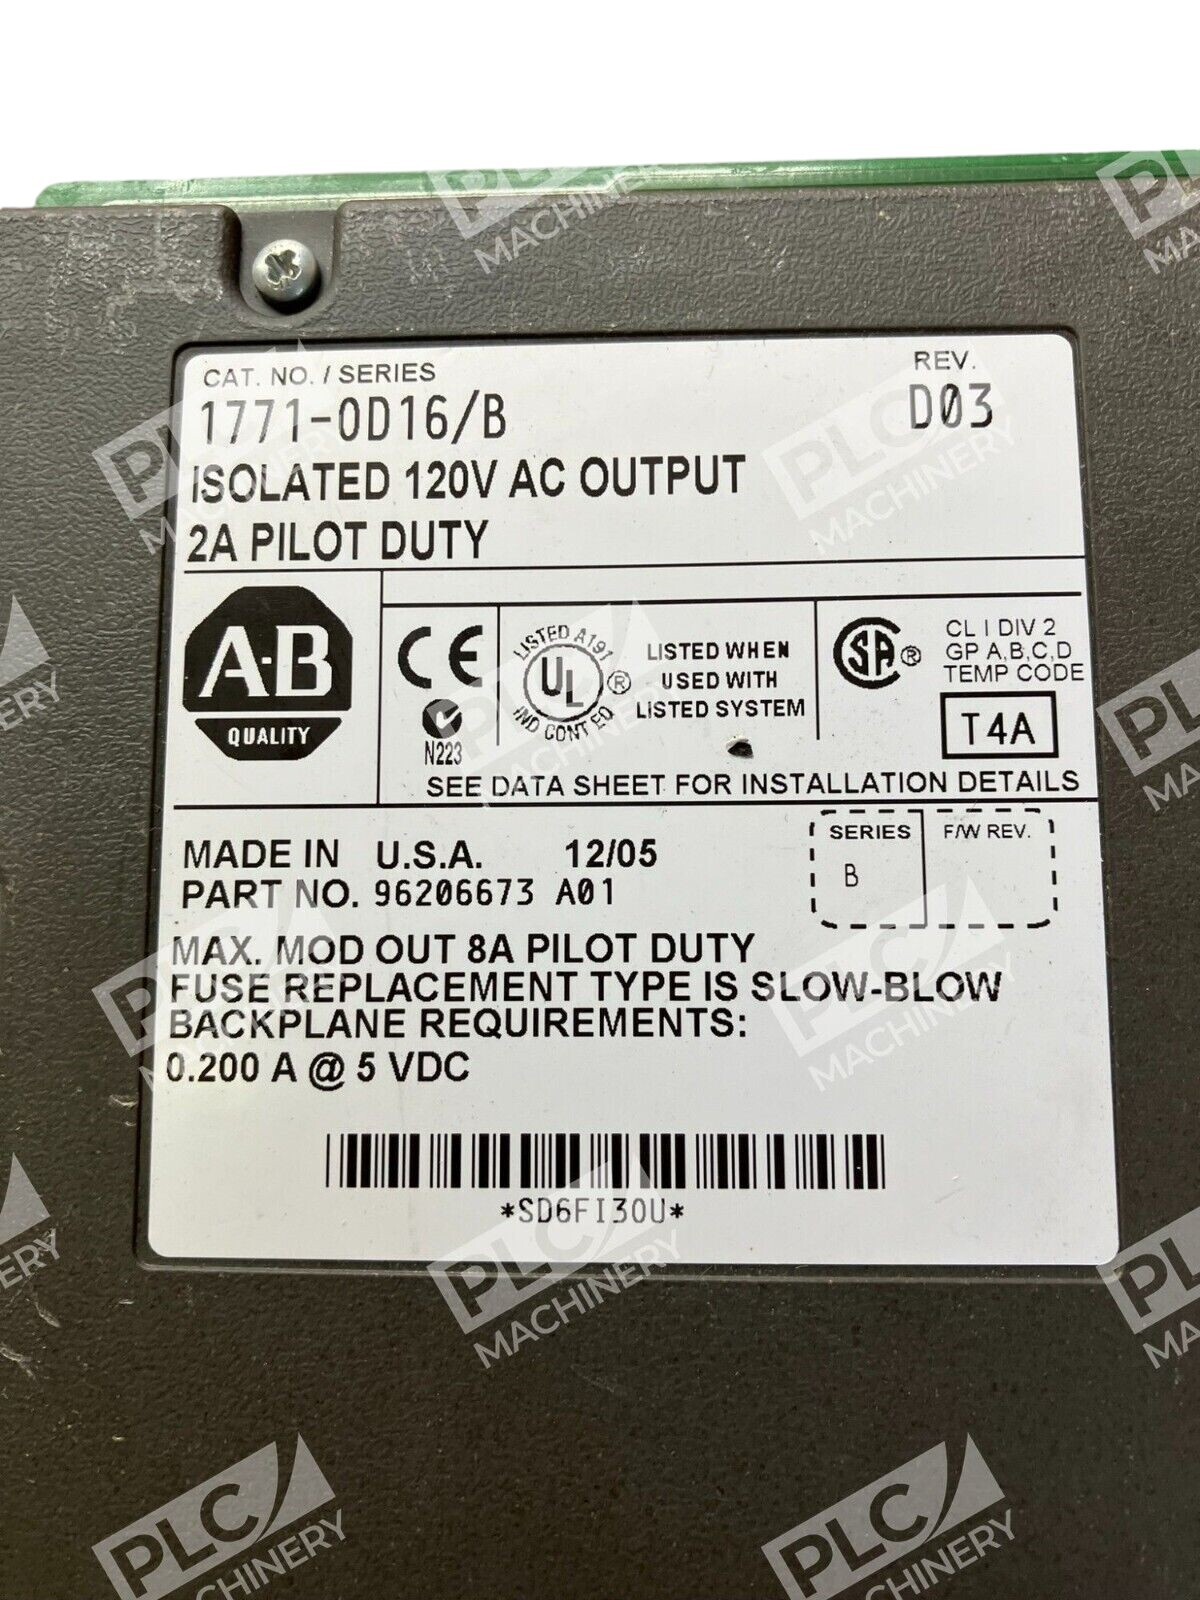 CAT. NO. / SERIES
REV.
1771-OD16/B
D03
ISOLATED 120V AC OUTPUT
2A PILOT DUTY
A-B
QUALITY
CE
N223
LISTED A191
UL ®
IND CONT EQ
LISTED WHEN
USED WITH
LISTED SYSTEM
SA ®
CL I DIV 2
GP A,B,C,D
TEMP CODE
T4A
SEE DATA SHEET FOR INSTALLATION DETAILS
MADE IN U.S.A. 12/05
PART NO. 96206673 A01
SERIES
F/W REV.
B
MAX. MOD OUT 8A PILOT DUTY
FUSE REPLACEMENT TYPE IS SLOW-BLOW
BACKPLANE REQUIREMENTS:
0.200 A @ 5 VDC
*SD6FI30U*
PLC
MACHINERY